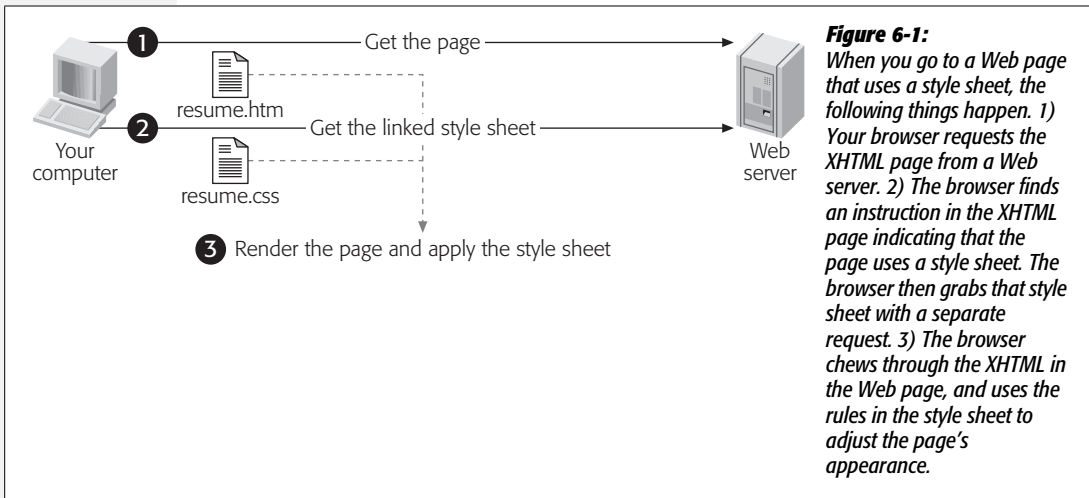 1
Get the page
resume.htm
2
Get the linked style sheet
Your
computer
resume.css
Web
server
3 Render the page and apply the style sheet
Figure 6-1:
When you go to a Web page
that uses a style sheet, the
following things happen. 1)
Your browser requests the
XHTML page from a Web
server. 2) The browser finds
an instruction in the XHTML
page indicating that the
page uses a style sheet. The
browser then grabs that style
sheet with a separate
request. 3) The browser
chews through the XHTML in
the Web page, and uses the
rules in the style sheet to
adjust the page's
appearance.